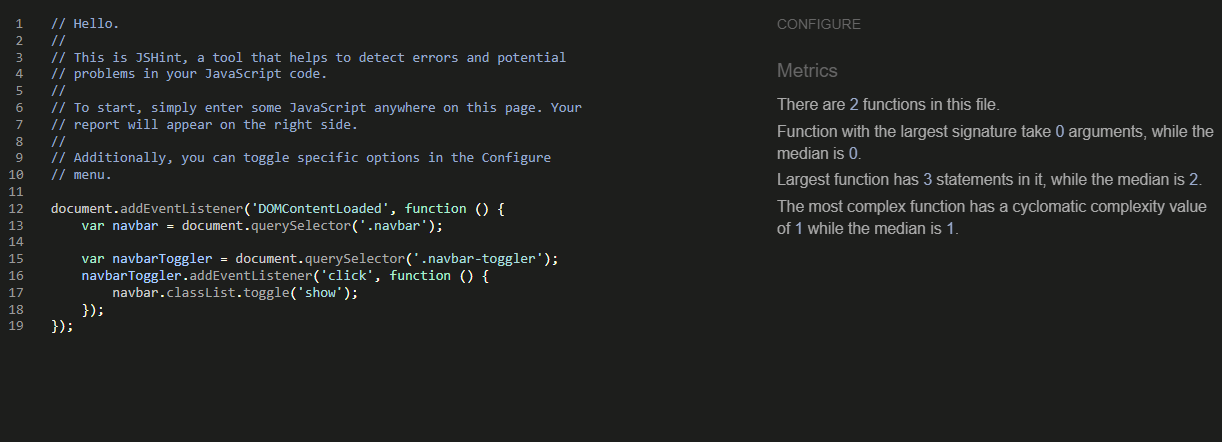 1 // Hello.
2 //
3 // This is JSHint, a tool that helps to detect errors and potential
4 // problems in your JavaScript code.
5 //
6 // To start, simply enter some JavaScript anywhere on this page. Your
7 // report will appear on the right side.
8 //
9 // Additionally, you can toggle specific options in the Configure
10 // menu.
11
12 document.addEventListener('DOMContentLoaded', function () {
13     var navbar = document.querySelector('.navbar');
14
15     var navbarToggler = document.querySelector('.navbar-toggler');
16     navbarToggler.addEventListener('click', function () {
17         navbar.classList.toggle('show');
18     });
19 });
CONFIGURE
Metrics
There are 2 functions in this file.
Function with the largest signature take 0 arguments, while the
median is 0.
Largest function has 3 statements in it, while the median is 2.
The most complex function has a cyclomatic complexity value
of 1 while the median is 1.